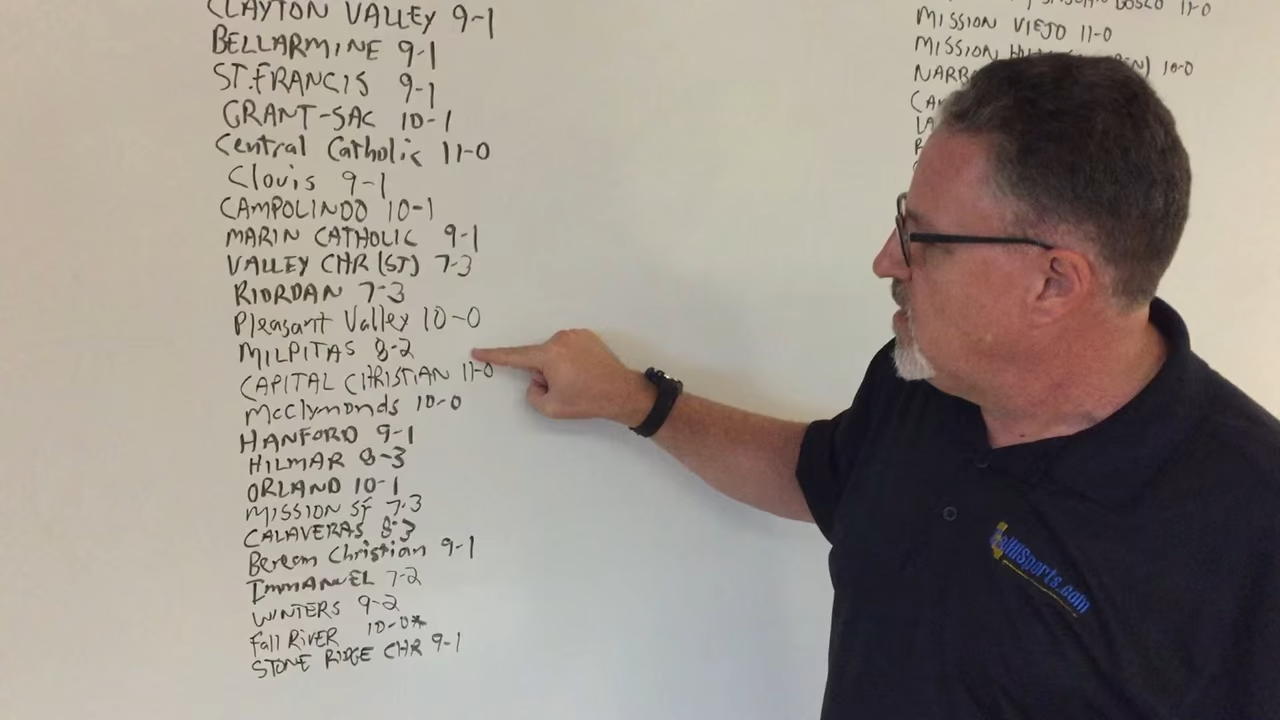 CLAYTON VALLEY 9-1
BELLARMINE 9-1
ST. FRANCIS 9-1
GRANT-SAC 10-1
Central Catholic 11-0
Clovis 9-1
CAMPOLINDO 10-1
MARIN CATHOLIC 9-1
VALLEY CHR (SJ) 7-3
RIORDAN 7-3
Pleasant Valley 10-0
MILPITAS 8-2
CAPITAL CHRISTIAN 11-0
McClymonds 10-0
HANFORD 9-1
HILMAR 8-3
ORLAND 10-1
MISSION SF 7-3
CALAVERAS 8-3
Berean Christian 9-1
IMMANUEL 7-2
WINTERS 9-2
Fall RIVER 10-0*
STONE RIDGE CHR 9-1
BOSCO 11-0
MISSION VIEJO 11-0
MISSION 10-0
NARB
CalHiSports.com